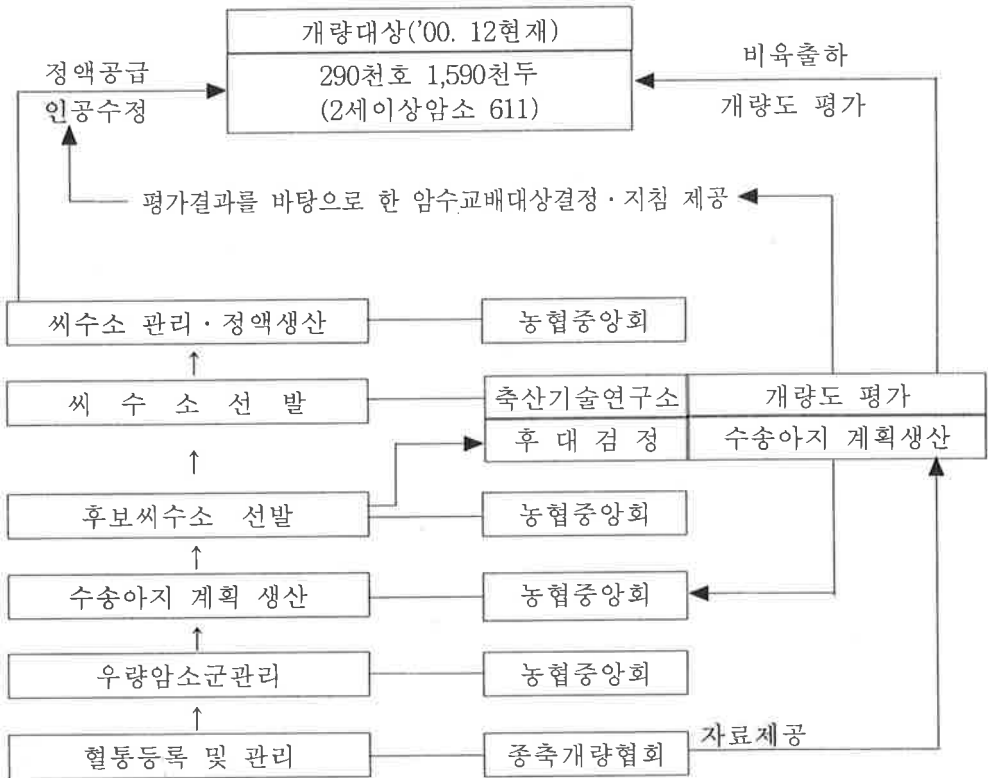 개량대상('00. 12현재)
정액공급
290천호 1,590천두
비육출하
인공수정
(2세이상암소 611)
개량도 평가
평가결과를 바탕으로 한 암수교배대상결정·지침 제공
씨수소 관리·정액생산
농협중앙회
씨 수 소 선 발
축산기술연구소
개량도 평가
후 대 검 정
수송아지 계획생산
후보씨수소 선발
농협중앙회
수송아지 계획 생산
농협중앙회
우량암소군관리
농협중앙회
혈통등록 및 관리
종축개량협회
자료제공